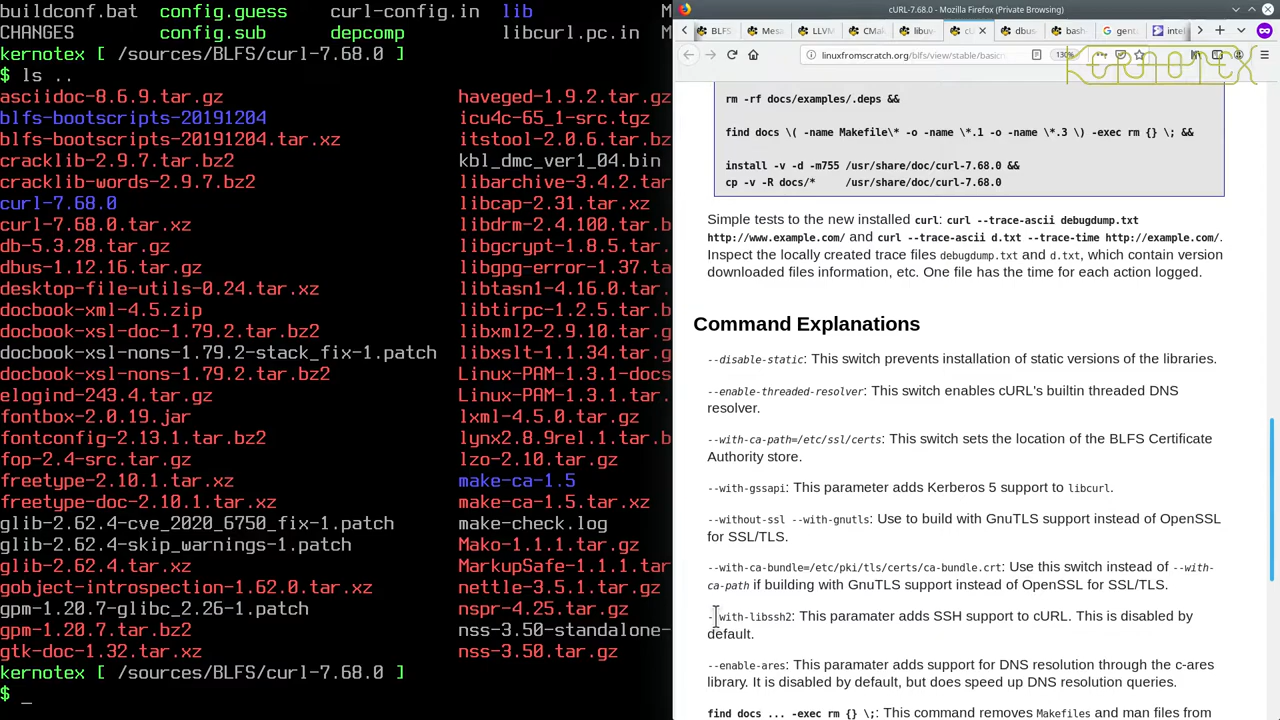 buildconf.bat config.guess curl-config.in lib M
CHANGES config.sub depcomp libcurl.pc.in M
kernotex [ /sources/BLFS/curl-7.68.0 ]
$ ls ..
asciidoc-8.6.9.tar.gz haveged-1.9.2.tar.gz
blfs-bootscripts-20191204 icu4c-65_1-src.tgz
blfs-bootscripts-20191204.tar.xz itstool-2.0.6.tar.bz
cracklib-2.9.7.tar.bz2 kbl_dmc_ver1_04.bin
cracklib-words-2.9.7.bz2 libarchive-3.4.2.tar
curl-7.68.0 libcap-2.31.tar.xz
curl-7.68.0.tar.xz libdrm-2.4.100.tar.b
db-5.3.28.tar.gz libgcrypt-1.8.5.tar.
dbus-1.12.16.tar.gz libgpg-error-1.37.ta
desktop-file-utils-0.24.tar.xz libtasn1-4.16.0.tar.
docbook-xml-4.5.zip libtirpc-1.2.5.tar.b
docbook-xsl-doc-1.79.2.tar.bz2 libxml2-2.9.10.tar.g
docbook-xsl-nons-1.79.2-stack_fix-1.patch libxslt-1.1.34.tar.g
docbook-xsl-nons-1.79.2.tar.bz2 Linux-PAM-1.3.1-docs
elogind-243.4.tar.gz Linux-PAM-1.3.1.tar.
fontbox-2.0.19.jar lxml-4.5.0.tar.gz
fontconfig-2.13.1.tar.bz2 lynx2.8.9rel.1.tar.b
fop-2.4-src.tar.gz lzo-2.10.tar.gz
freetype-2.10.1.tar.xz make-ca-1.5
freetype-doc-2.10.1.tar.xz make-ca-1.5.tar.xz
glib-2.62.4-cve_2020_6750_fix-1.patch make-check.log
glib-2.62.4-skip_warnings-1.patch Mako-1.1.1.tar.gz
glib-2.62.4.tar.xz MarkupSafe-1.1.1.tar
gobject-introspection-1.62.0.tar.xz nettle-3.5.1.tar.gz
gpm-1.20.7-glibc_2.26-1.patch nspr-4.25.tar.gz
gpm-1.20.7.tar.bz2 nss-3.50-standalone-
gtk-doc-1.32.tar.xz nss-3.50.tar.gz
kernotex [ /sources/BLFS/curl-7.68.0 ]
$ _
cURL-7.68.0 - Mozilla Firefox (Private Browsing)
BLFS Mesa LLVM CMak libuv- cU dbus bash- gent intel
linuxfromscratch.org/blfs/view/stable/basic 130%
KERNOTEX
rm -rf docs/examples/.deps &&
find docs \( -name Makefile\* -o -name \*.1 -o -name \*.3 \) -exec rm {} \; &&
install -v -d -m755 /usr/share/doc/curl-7.68.0 &&
cp -v -R docs/* /usr/share/doc/curl-7.68.0
Simple tests to the new installed curl: curl --trace-ascii debugdump.txt
http://www.example.com/ and curl --trace-ascii d.txt --trace-time http://example.com/.
Inspect the locally created trace files debugdump.txt and d.txt, which contain version
downloaded files information, etc. One file has the time for each action logged.
Command Explanations
--disable-static: This switch prevents installation of static versions of the libraries.
--enable-threaded-resolver: This switch enables cURL's builtin threaded DNS
resolver.
--with-ca-path=/etc/ssl/certs: This switch sets the location of the BLFS Certificate
Authority store.
--with-gssapi: This parameter adds Kerberos 5 support to libcurl.
--without-ssl --with-gnutls: Use to build with GnuTLS support instead of OpenSSL
for SSL/TLS.
--with-ca-bundle=/etc/pki/tls/certs/ca-bundle.crt: Use this switch instead of --with-
ca-path if building with GnuTLS support instead of OpenSSL for SSL/TLS.
--with-libssh2: This paramater adds SSH support to cURL. This is disabled by
default.
--enable-ares: This paramater adds support for DNS resolution through the c-ares
library. It is disabled by default, but does speed up DNS resolution queries.
find docs ... -exec rm {} \;: This command removes Makefiles and man files from